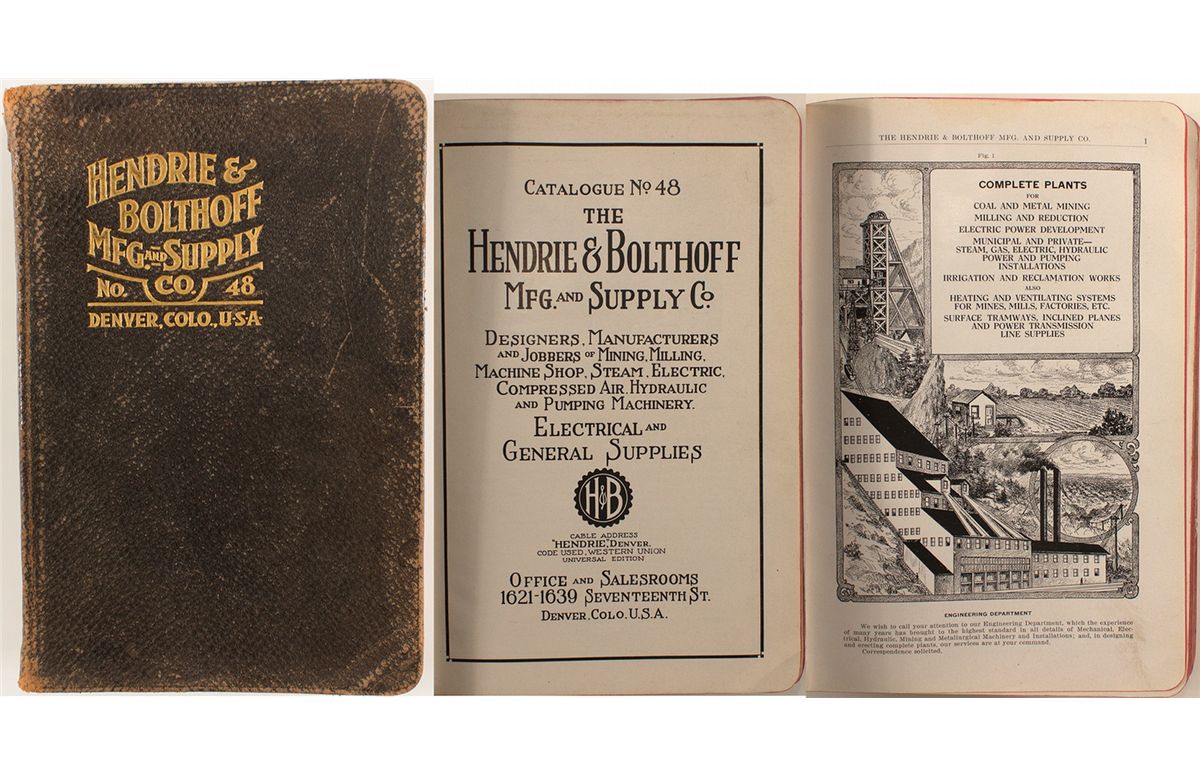 HENDRIE &
BOLTHOFF
MFG. AND SUPPLY
No. CO. 48
DENVER, COLO., U.S.A.
CATALOGUE No 48
THE
HENDRIE & BOLTHOFF
MFG. AND SUPPLY Co
DESIGNERS, MANUFACTURERS
AND JOBBERS OF MINING, MILLING,
MACHINE SHOP, STEAM, ELECTRIC,
COMPRESSED AIR, HYDRAULIC
AND PUMPING MACHINERY.
ELECTRICAL AND
GENERAL SUPPLIES
H&B
CABLE ADDRESS
"HENDRIE," DENVER.
CODE USED, WESTERN UNION
UNIVERSAL EDITION
OFFICE AND SALESROOMS
1621-1639 SEVENTEENTH ST.
DENVER, COLO. U.S.A.
THE HENDRIE & BOLTHOFF MFG. AND SUPPLY CO. 1
Fig. 1
COMPLETE PLANTS
FOR
COAL AND METAL MINING
MILLING AND REDUCTION
ELECTRIC POWER DEVELOPMENT
MUNICIPAL AND PRIVATE—
STEAM, GAS, ELECTRIC, HYDRAULIC
POWER AND PUMPING
INSTALLATIONS
IRRIGATION AND RECLAMATION WORKS
ALSO
HEATING AND VENTILATING SYSTEMS
FOR MINES, MILLS, FACTORIES, ETC.
SURFACE TRAMWAYS, INCLINED PLANES
AND POWER TRANSMISSION
LINE SUPPLIES
ENGINEERING DEPARTMENT
We wish to call your attention to our Engineering Department, which the experience
of many years has brought to the highest standard in all details of Mechanical, Elec-
trical, Hydraulic, Mining and Metallurgical Machinery and Installations; and, in designing
and erecting complete plants, our services are at your command.
Correspondence solicited.